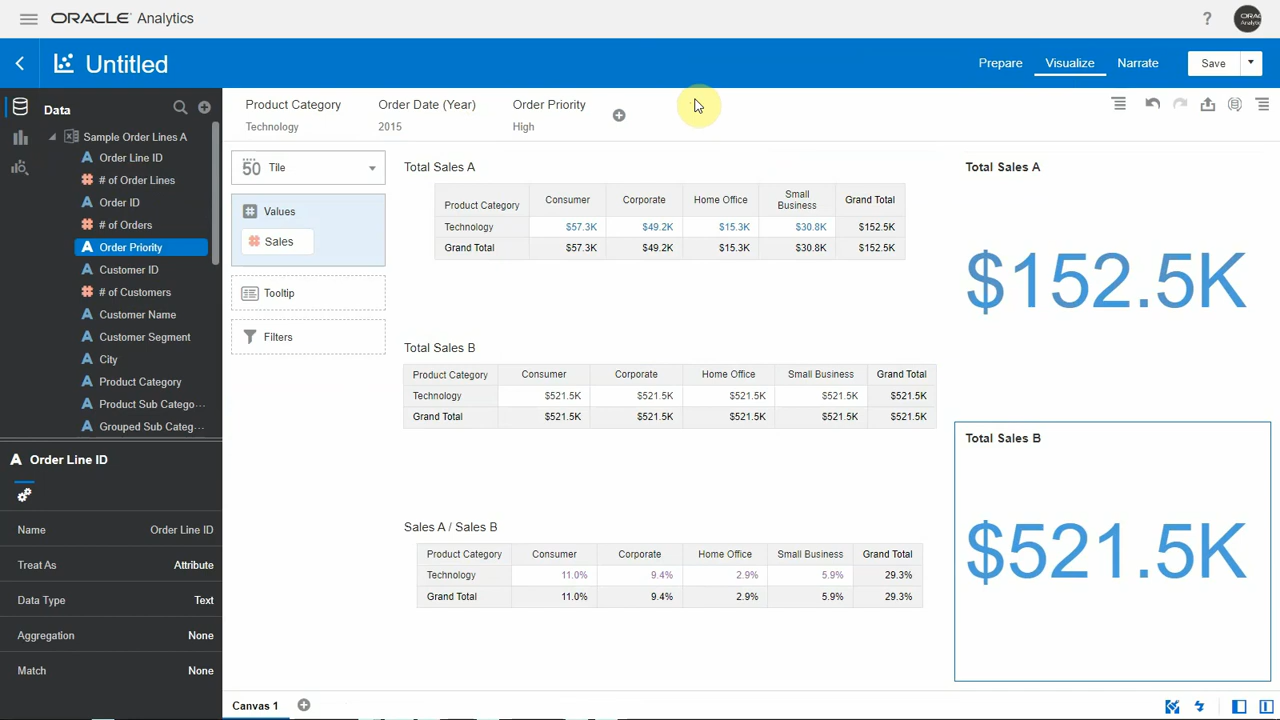 ORACLE Analytics
?
ORACLE
Analytics
Untitled
Prepare
Visualize
Narrate
Save
Data
Sample Order Lines A
A Order Line ID
# of Order Lines
A Order ID
# of Orders
A Order Priority
A Customer ID
# of Customers
A Customer Name
A Customer Segment
A City
A Product Category
A Product Sub Catego...
A Grouped Sub Categ...
A Order Line ID
Name Order Line ID
Treat As Attribute
Data Type Text
Aggregation None
Match None
Product Category
Technology
Order Date (Year)
2015
Order Priority
High
50 Tile
Values
Sales
Tooltip
Filters
Total Sales A
Product Category Consumer Corporate Home Office Small Business Grand Total
Technology $57.3K $49.2K $15.3K $30.8K $152.5K
Grand Total $57.3K $49.2K $15.3K $30.8K $152.5K
Total Sales B
Product Category Consumer Corporate Home Office Small Business Grand Total
Technology $521.5K $521.5K $521.5K $521.5K $521.5K
Grand Total $521.5K $521.5K $521.5K $521.5K $521.5K
Sales A / Sales B
Product Category Consumer Corporate Home Office Small Business Grand Total
Technology 11.0% 9.4% 2.9% 5.9% 29.3%
Grand Total 11.0% 9.4% 2.9% 5.9% 29.3%
Total Sales A
$152.5K
Total Sales B
$521.5K
Canvas 1